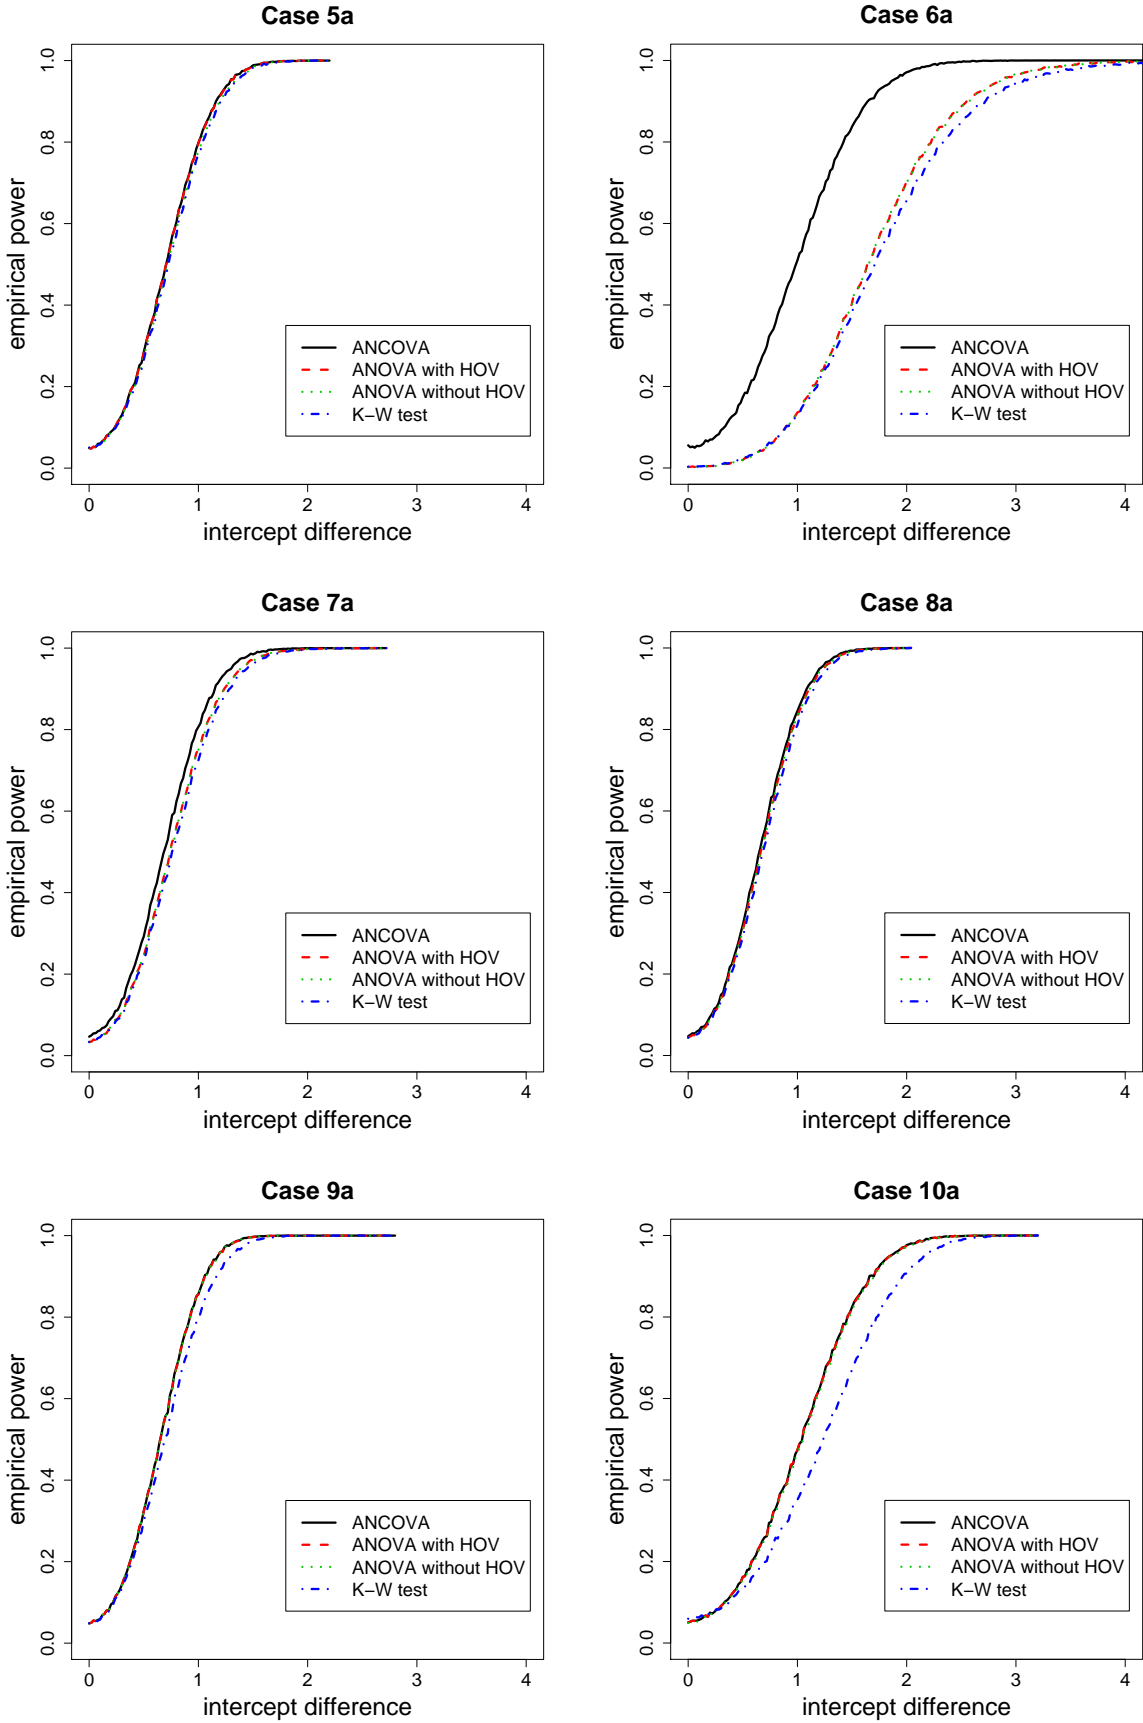 Case 5a
1.0
0.8
0.6
0.4
0.2
0.0
empirical power
ANCOVA
ANOVA with HOV
ANOVA without HOV
K−W test
0 1 2 3 4
intercept difference
Case 6a
1.0
0.8
0.6
0.4
0.2
0.0
empirical power
ANCOVA
ANOVA with HOV
ANOVA without HOV
K−W test
0 1 2 3 4
intercept difference
Case 7a
1.0
0.8
0.6
0.4
0.2
0.0
empirical power
ANCOVA
ANOVA with HOV
ANOVA without HOV
K−W test
0 1 2 3 4
intercept difference
Case 8a
1.0
0.8
0.6
0.4
0.2
0.0
empirical power
ANCOVA
ANOVA with HOV
ANOVA without HOV
K−W test
0 1 2 3 4
intercept difference
Case 9a
1.0
0.8
0.6
0.4
0.2
0.0
empirical power
ANCOVA
ANOVA with HOV
ANOVA without HOV
K−W test
0 1 2 3 4
intercept difference
Case 10a
1.0
0.8
0.6
0.4
0.2
0.0
empirical power
ANCOVA
ANOVA with HOV
ANOVA without HOV
K−W test
0 1 2 3 4
intercept difference